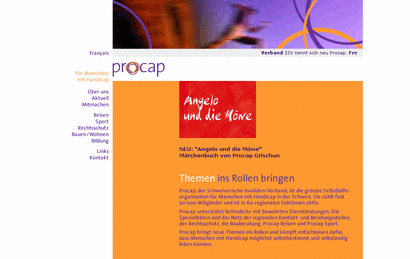 Français
Verband SIV nennt sich neu Procap. Frc
procap
Für Menschen
mit Handicap
Über uns
Aktuell
Mitmachen
Reisen
Sport
Rechtsschutz
Bauen/Wohnen
Bildung
Links
Kontakt
Angelo
und die Möwe
NEU: "Angelo und die Möwe"
Märchenbuch von Procap Grischun
Themen ins Rollen bringen
Procap, der Schweizerische Invaliden-Verband, ist die grösste Selbsthilfe-
organisation für Menschen mit Handicap in der Schweiz. Sie zählt fast
20'000 Mitglieder und ist in 60 regionalen Sektionen aktiv.
Procap unterstützt Behinderte mit bewährten Dienstleistungen. Die
Spezialitäten sind das Netz der regionalen Kontakt- und Beratungsstellen,
der Rechtsschutz, die Bauberatung, Procap Reisen und Procap Sport.
Procap bringt neue Themen ins Rollen und kämpft entschlossen dafür,
dass Menschen mit Handicap möglichst selbstbestimmt und selbständig
leben können.